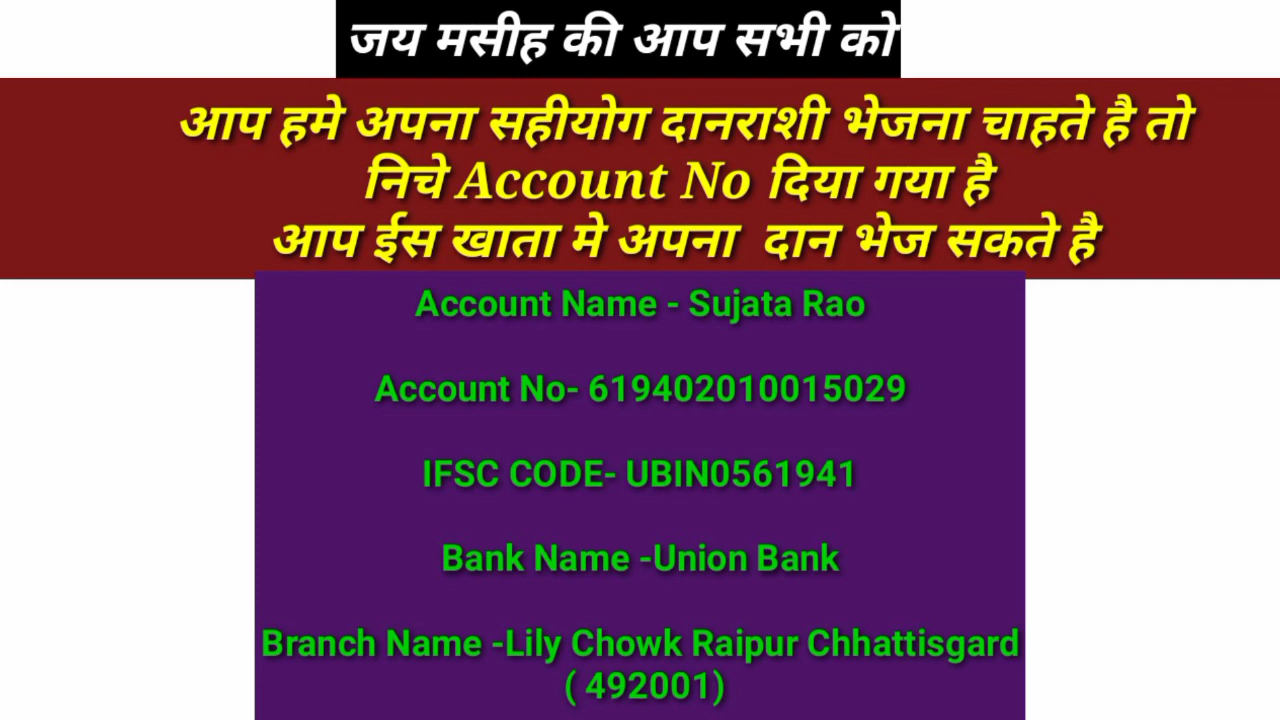 जय मसीह की आप सभी को
आप हमे अपना सहीयोग दानराशी भेजना चाहते है तो
निचे Account No दिया गया है
आप ईस खाता मे अपना दान भेज सकते है
Account Name - Sujata Rao
Account No- 619402010015029
IFSC CODE- UBIN0561941
Bank Name -Union Bank
Branch Name -Lily Chowk Raipur Chhattisgard
( 492001)